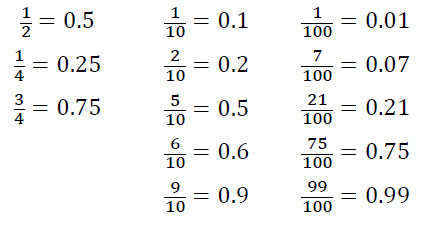 1/2 = 0.5    1/10 = 0.1    1/100 = 0.01
1/4 = 0.25    2/10 = 0.2    7/100 = 0.07
3/4 = 0.75    5/10 = 0.5    21/100 = 0.21
6/10 = 0.6    75/100 = 0.75
9/10 = 0.9    99/100 = 0.99